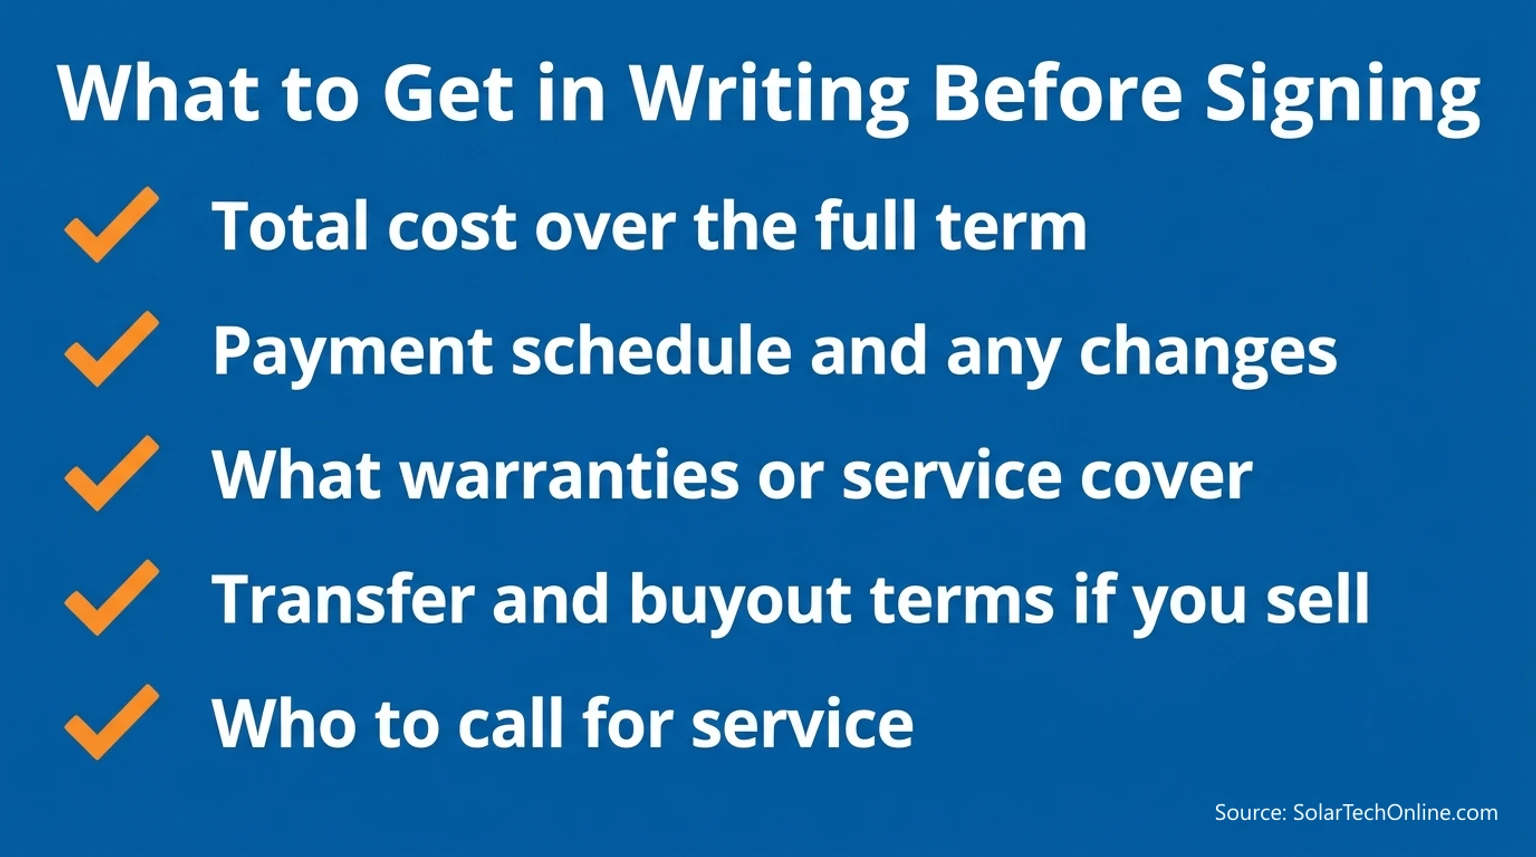 What to Get in Writing Before Signing
Total cost over the full term
Payment schedule and any changes
What warranties or service cover
Transfer and buyout terms if you sell
Who to call for service
Source: SolarTechOnline.com